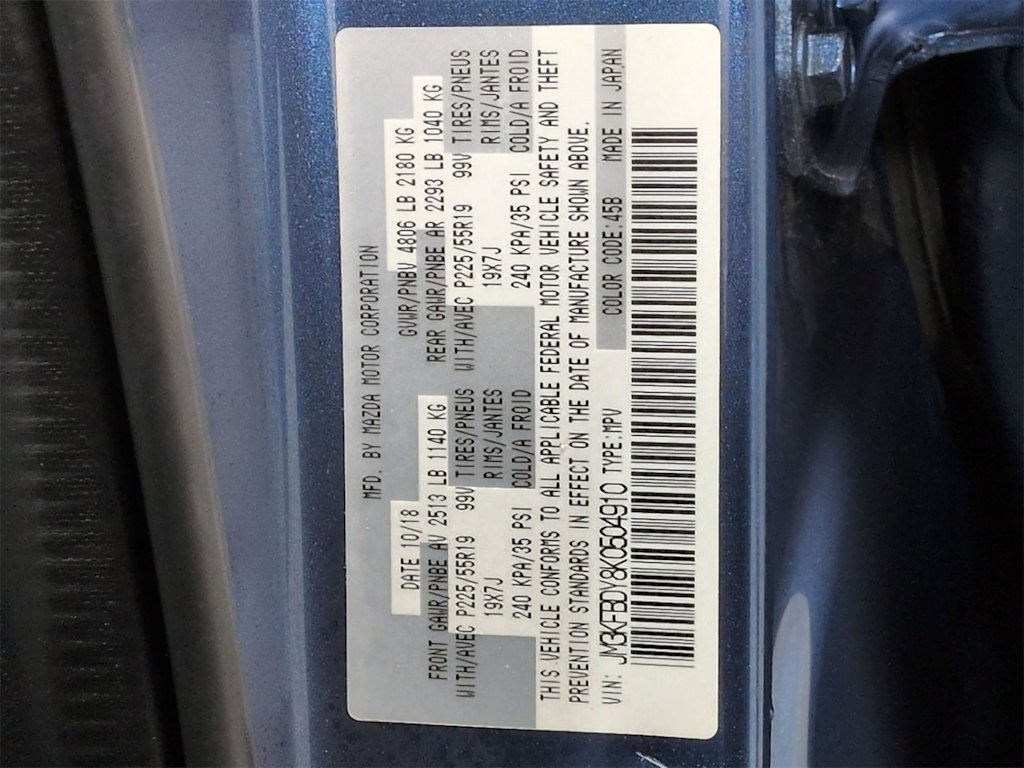 MFD. BY MAZDA MOTOR CORPORATION
DATE 10/18 GVWR/PNBV 4806 LB 2180 KG
FRONT GAWR/PNBE AV 2513 LB 1140 KG REAR GAWR/PNBE AR 2293 LB 1040 KG
WITH/AVEC P225/55R19 99V TIRES/PNEUS WITH/AVEC P225/55R19 99V TIRES/PNEUS
19X7J RIMS/JANTES 19X7J RIMS/JANTES
240 KPA/35 PSI COLD/A FROID 240 KPA/35 PSI COLD/A FROID
THIS VEHICLE CONFORMS TO ALL APPLICABLE FEDERAL MOTOR VEHICLE SAFETY AND THEFT
PREVENTION STANDARDS IN EFFECT ON THE DATE OF MANUFACTURE SHOWN ABOVE.
VIN: JM3KFBDY8K0504910 TYPE:MPV COLOR CODE:45B MADE IN JAPAN